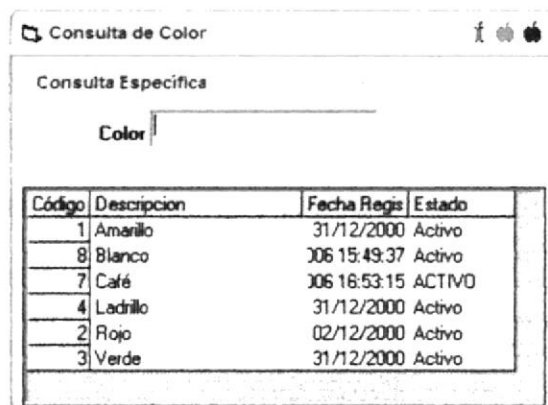 Consulta de Color
Consulta Especifica
Color
Código Descripcion Fecha Regis Estado
1 Amarillo 31/12/2000 Activo
8 Blanco 006 15:49:37 Activo
7 Café 006 16:53:15 ACTIVO
4 Ladrillo 31/12/2000 Activo
2 Rojo 02/12/2000 Activo
3 Verde 31/12/2000 Activo